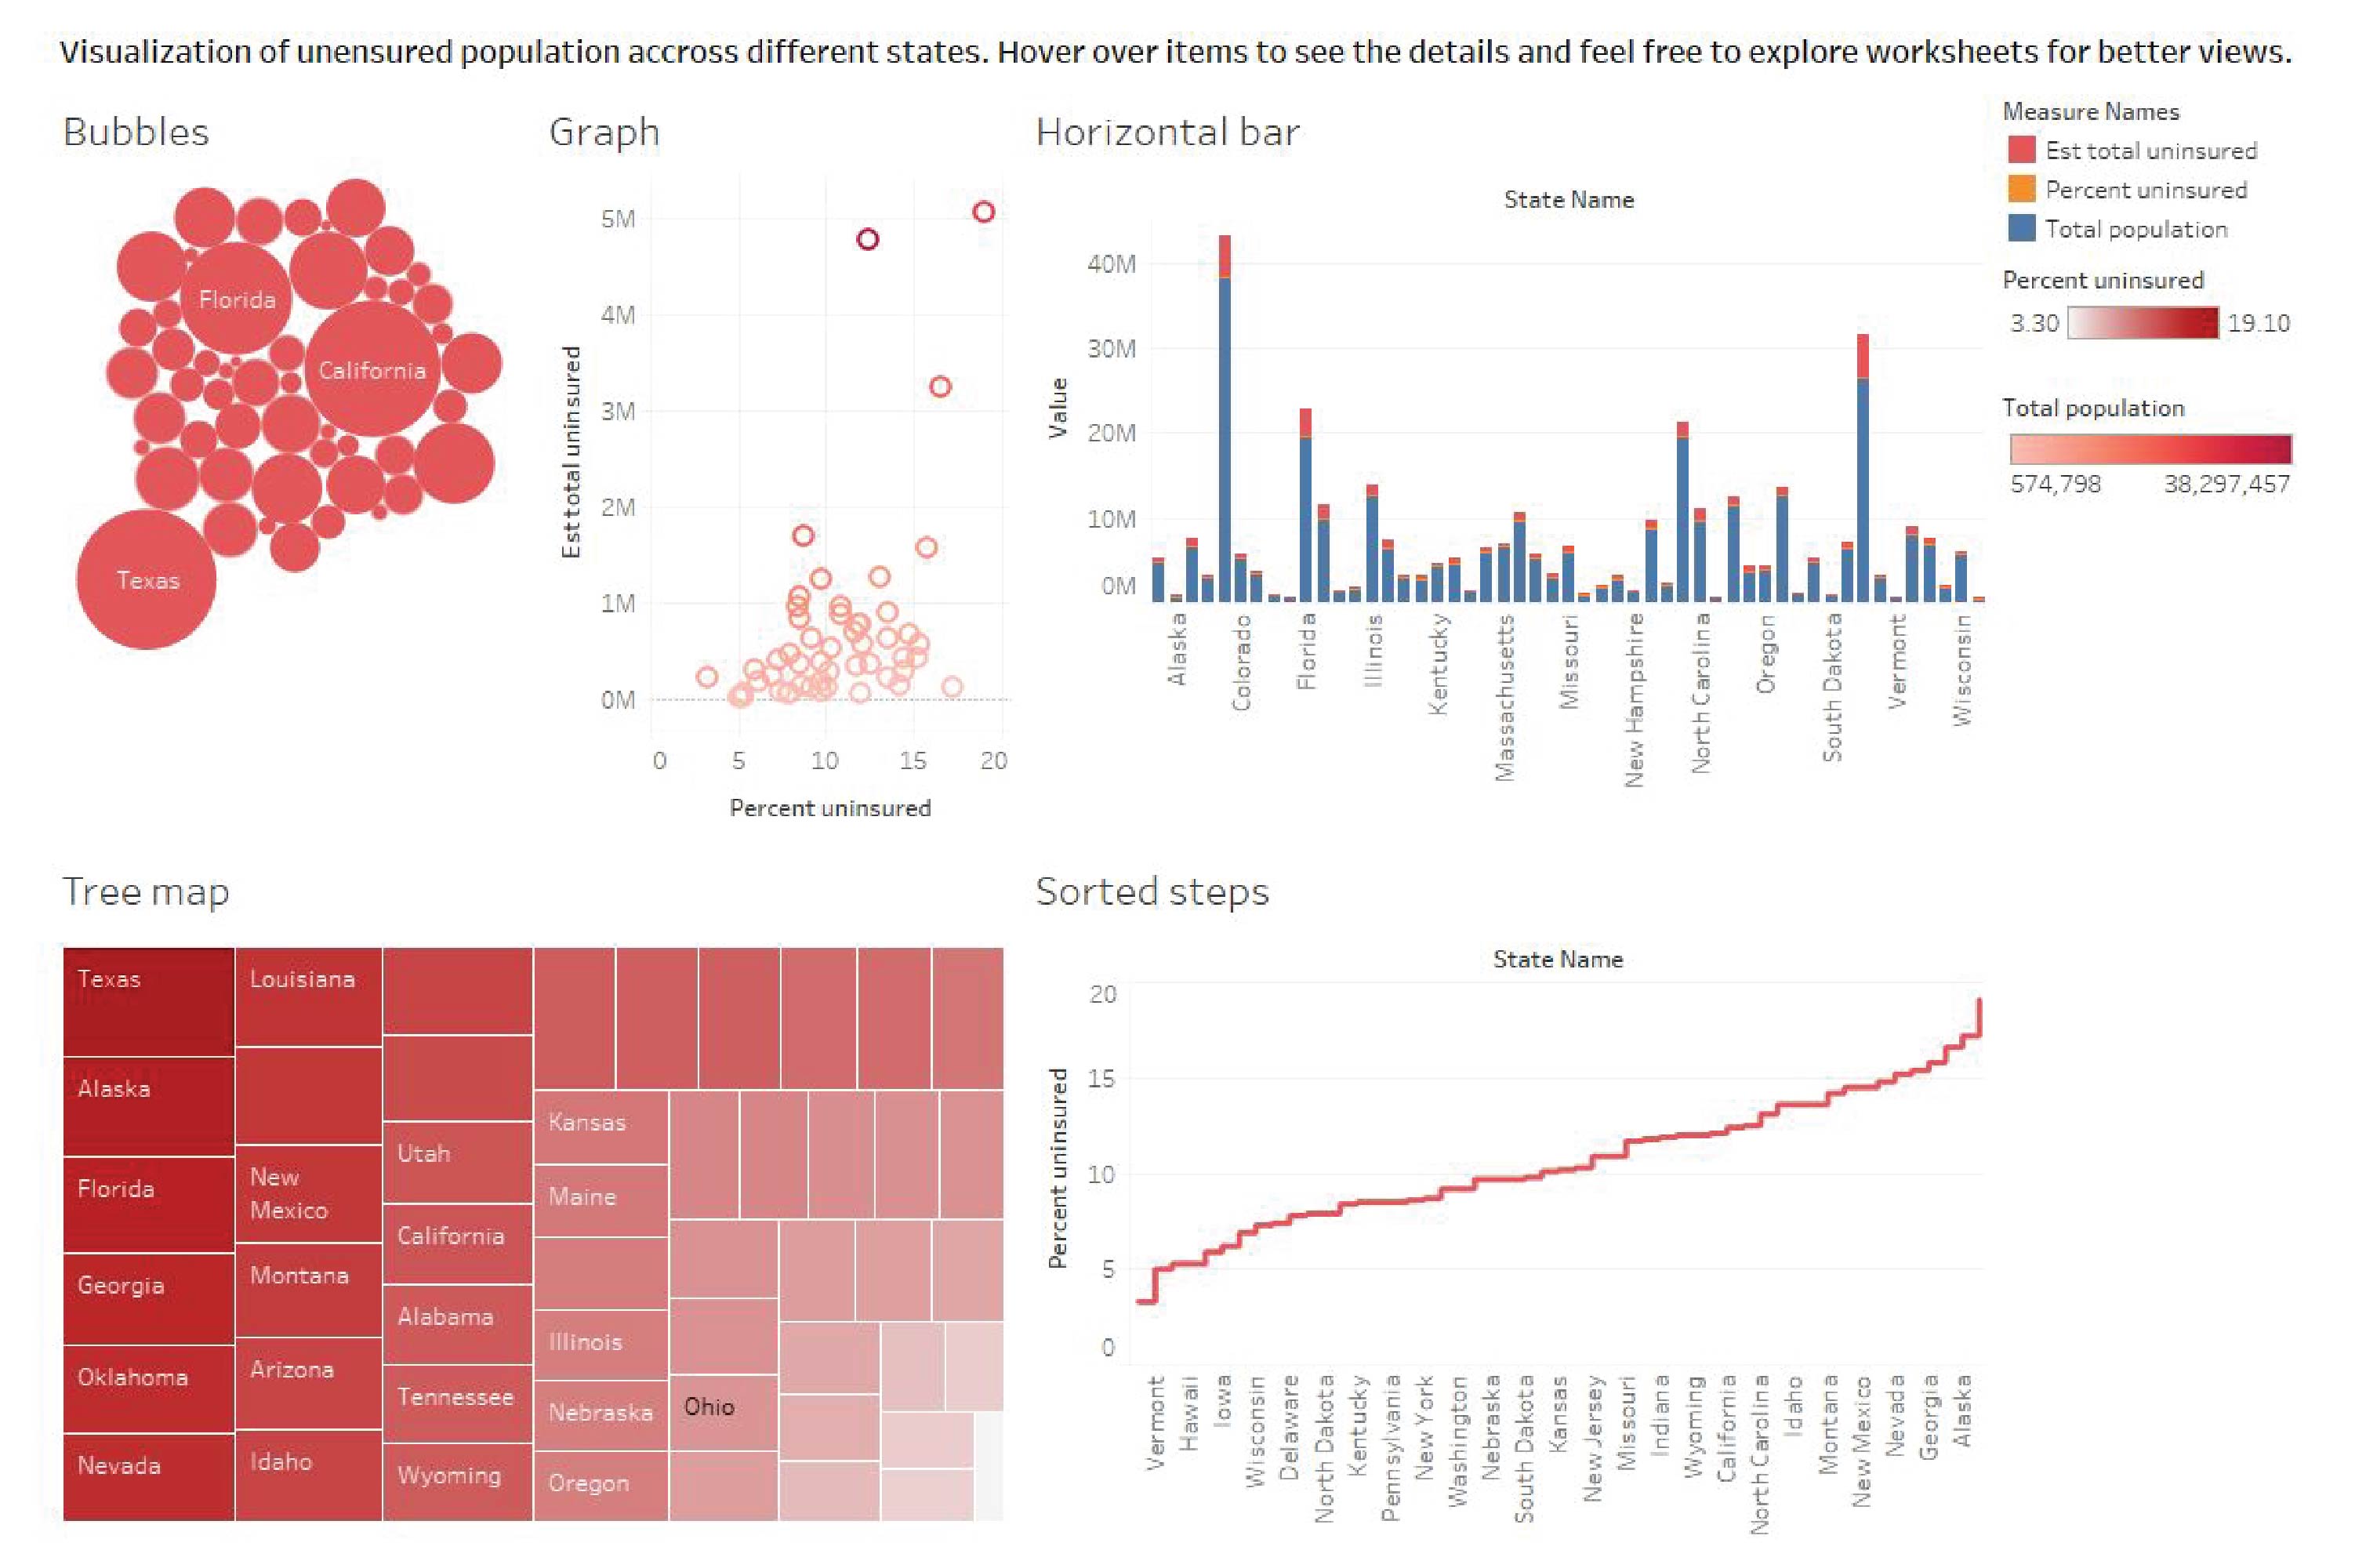 Visualization of unensured population accross different states. Hover over items to see the details and feel free to explore worksheets for better views.
Bubbles
Florida
California
Texas
Graph
Est total uninsured
5M
4M
3M
2M
1M
0M
0 5 10 15 20
Percent uninsured
Horizontal bar
State Name
Value
40M
30M
20M
10M
0M
Alaska
Colorado
Florida
Illinois
Kentucky
Massachusetts
Missouri
New Hampshire
North Carolina
Oregon
South Dakota
Vermont
Wisconsin
Measure Names
Est total uninsured
Percent uninsured
Total population
Percent uninsured
3.30 19.10
Total population
574,798 38,297,457
Tree map
Texas
Alaska
Florida
Georgia
Oklahoma
Nevada
Louisiana
New
Mexico
Montana
Arizona
Idaho
Utah
California
Alabama
Tennessee
Wyoming
Kansas
Maine
Illinois
Nebraska
Oregon
Ohio
Sorted steps
State Name
Percent uninsured
20
15
10
5
0
Vermont
Hawaii
Iowa
Wisconsin
Delaware
North Dakota
Kentucky
Pennsylvania
New York
Washington
Nebraska
South Dakota
Kansas
New Jersey
Missouri
Indiana
Wyoming
California
North Carolina
Idaho
Montana
New Mexico
Nevada
Georgia
Alaska